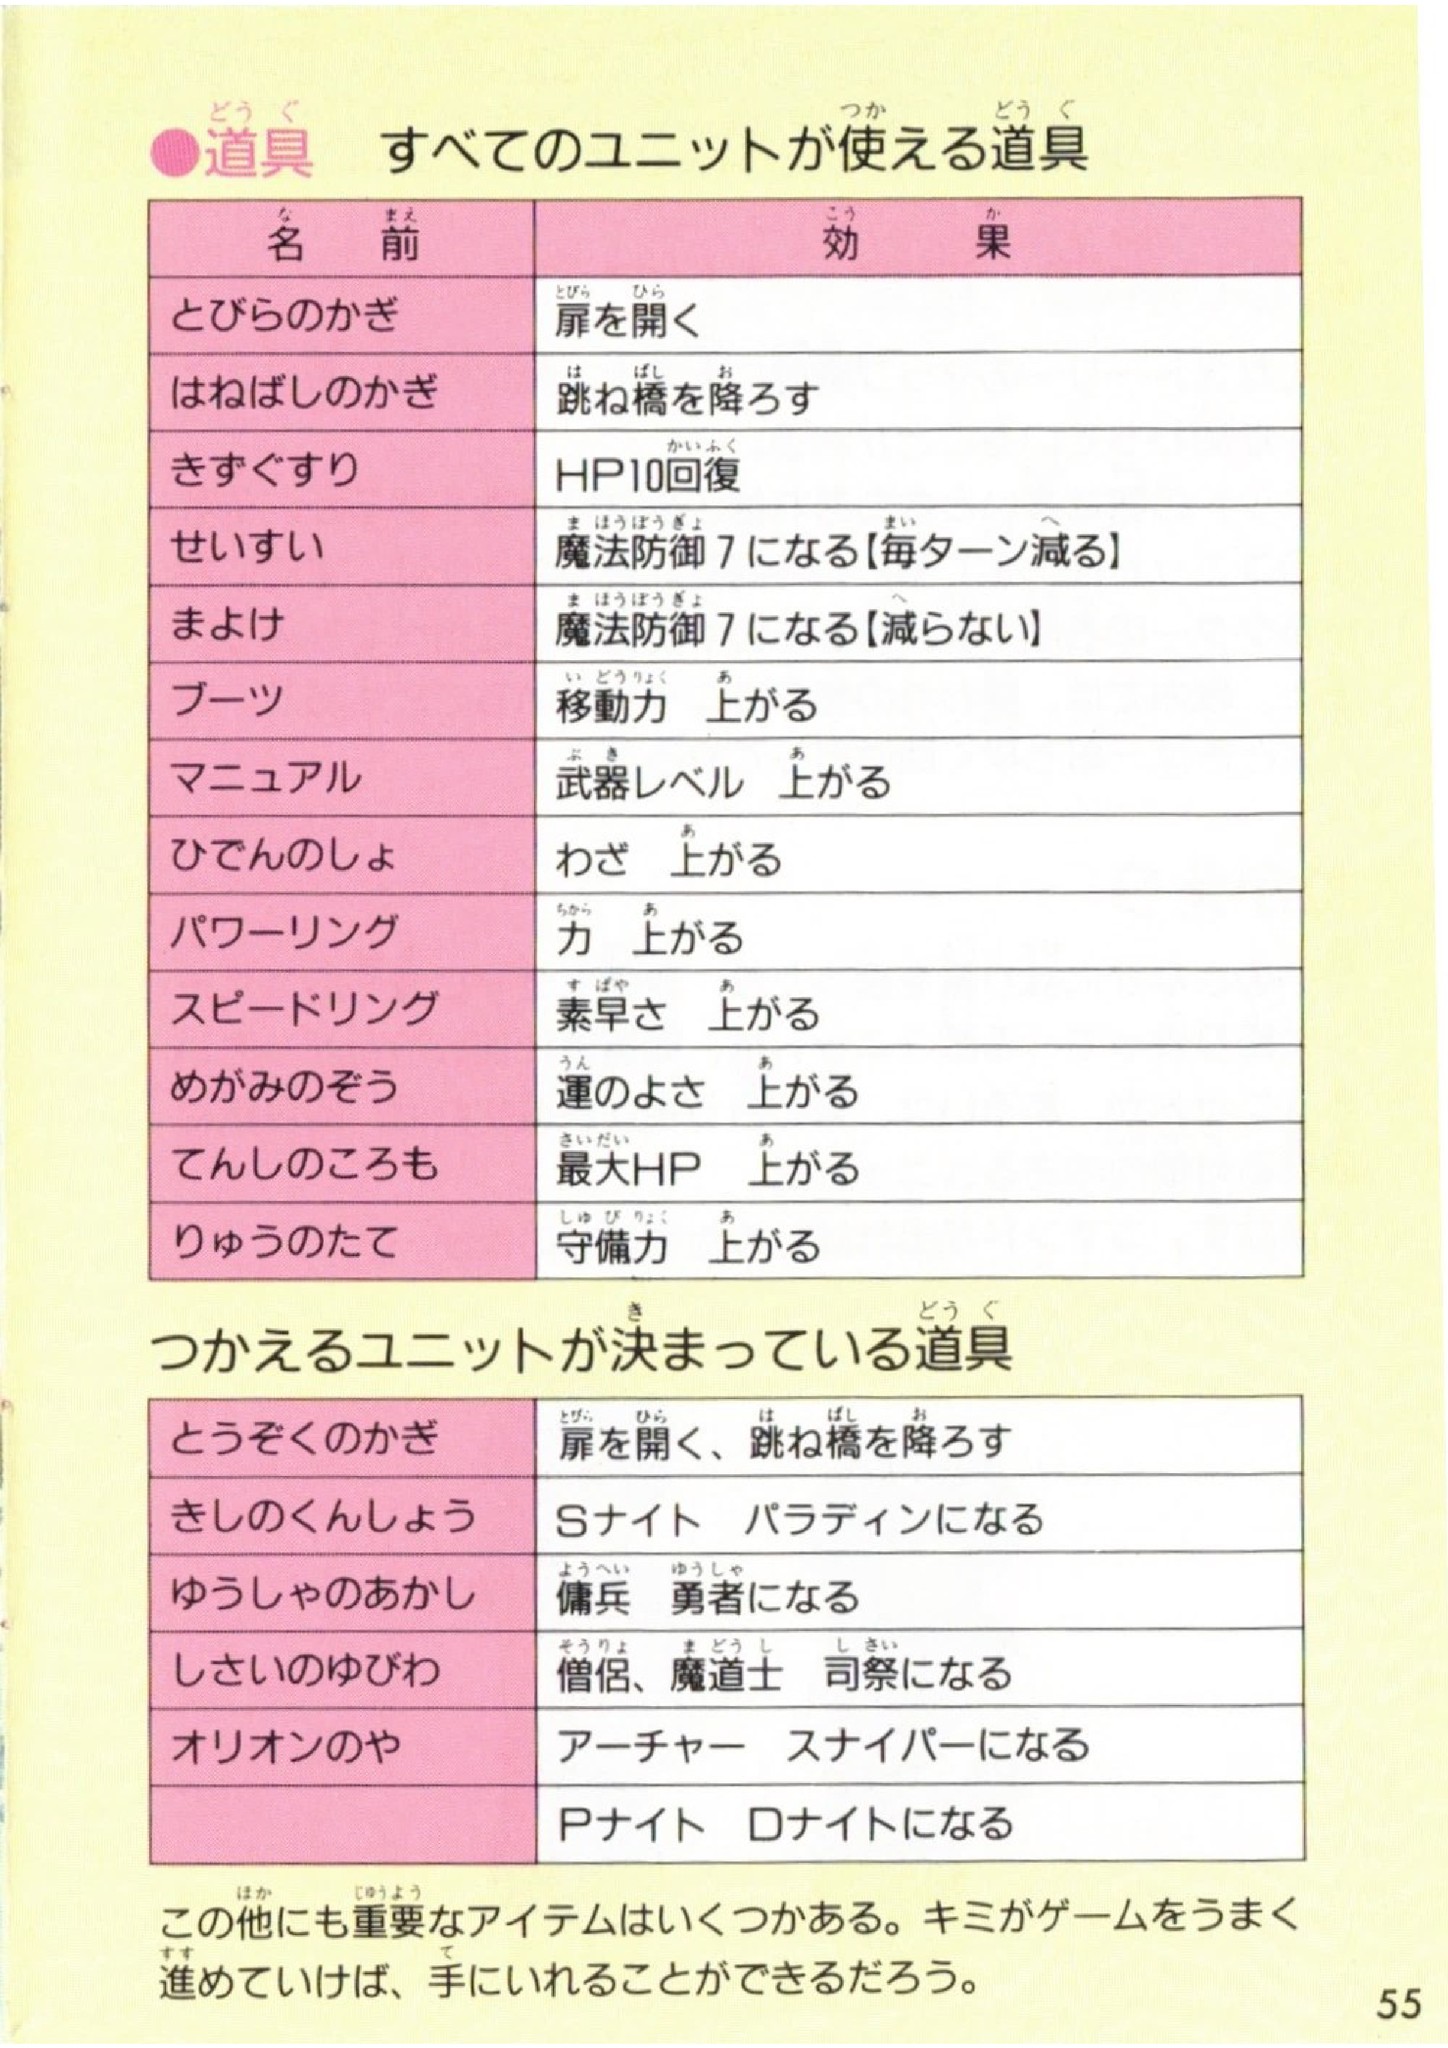 ●道具　すべてのユニットが使える道具
名前　効果
とびらのかぎ　扉を開く
はねばしのかぎ　跳ね橋を降ろす
きずぐすり　HP10回復
せいすい　魔法防御7になる【毎ターン減る】
まよけ　魔法防御7になる【減らない】
ブーツ　移動力　上がる
マニュアル　武器レベル　上がる
ひでんのしょ　わざ　上がる
パワーリング　力　上がる
スピードリング　素早さ　上がる
めがみのぞう　運のよさ　上がる
てんしのころも　最大HP　上がる
りゅうのたて　守備力　上がる
つかえるユニットが決まっている道具
とうぞくのかぎ　扉を開く、跳ね橋を降ろす
きしのくんしょう　Sナイト　パラディンになる
ゆうしゃのあかし　傭兵　勇者になる
しさいのゆびわ　僧侶、魔道士　司祭になる
オリオンのや　アーチャー　スナイパーになる
Pナイト　Dナイトになる
この他にも重要なアイテムはいくつかある。キミがゲームをうまく
進めていけば、手にいれることができるだろう。
55